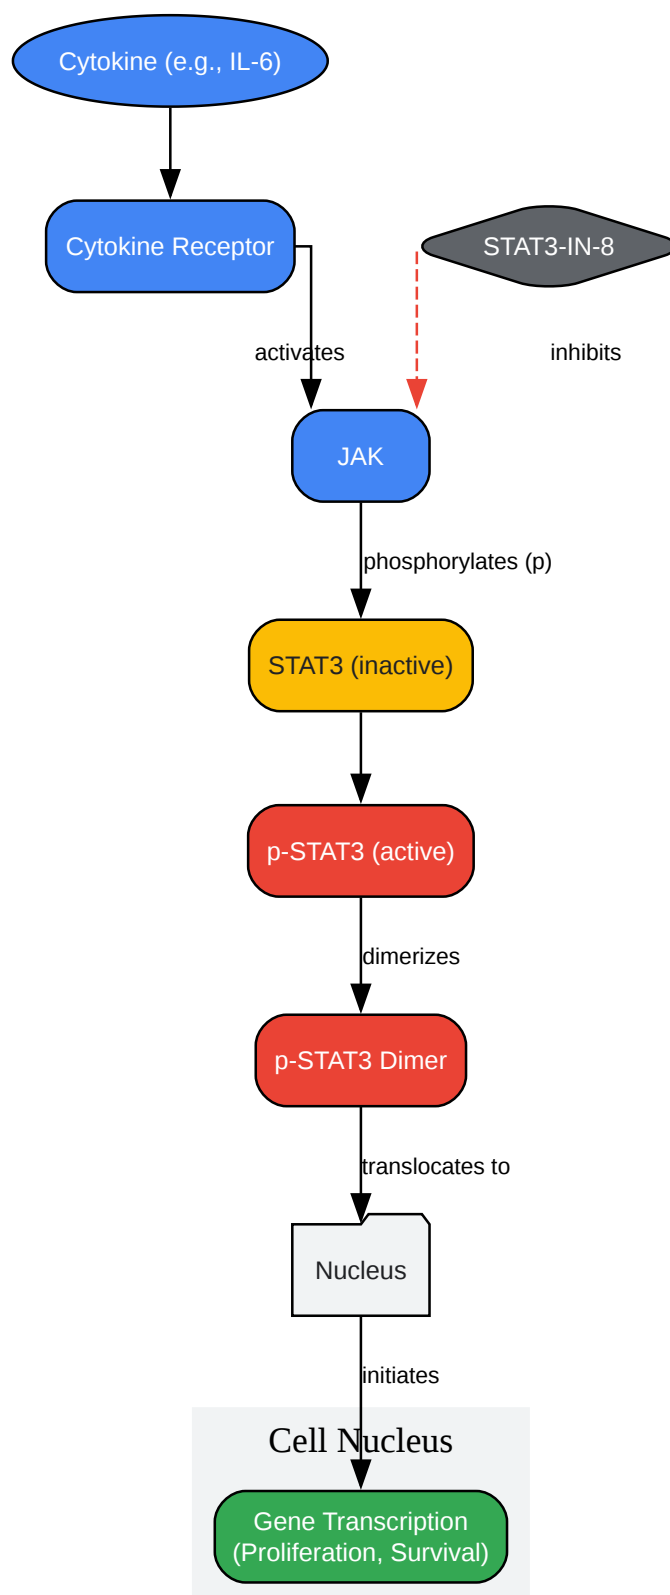 Cytokine (e.g., IL-6)
Cytokine Receptor
STAT3-IN-8
activates
inhibits
JAK
phosphorylates (p)
STAT3 (inactive)
p-STAT3 (active)
dimerizes
p-STAT3 Dimer
translocates to
Nucleus
initiates
Cell Nucleus
Gene Transcription
(Proliferation, Survival)